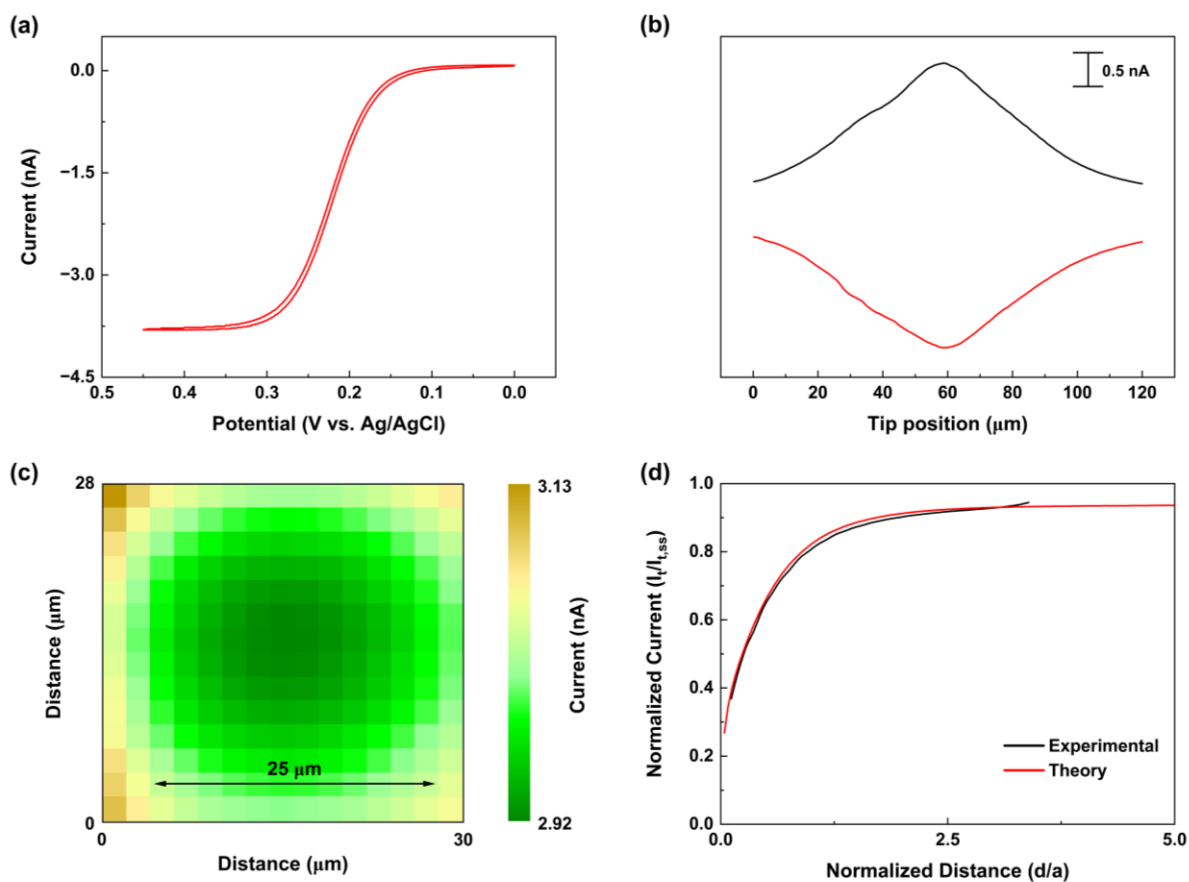 (a)
0.0
−1.5
−3.0
−4.5
Current (nA)
0.5
0.4
0.3
0.2
0.1
0.0
Potential (V vs. Ag/AgCl)
(b)
0.5 nA
0
20
40
60
80
100
120
Tip position (μm)
(c)
28
0
Distance (μm)
25 μm
0
30
Distance (μm)
3.13
2.92
Current (nA)
(d)
1.0
0.8
0.6
0.4
0.2
0.0
Normalized Current (I_t/I_t,ss)
Experimental
Theory
0.0
2.5
5.0
Normalized Distance (d/a)